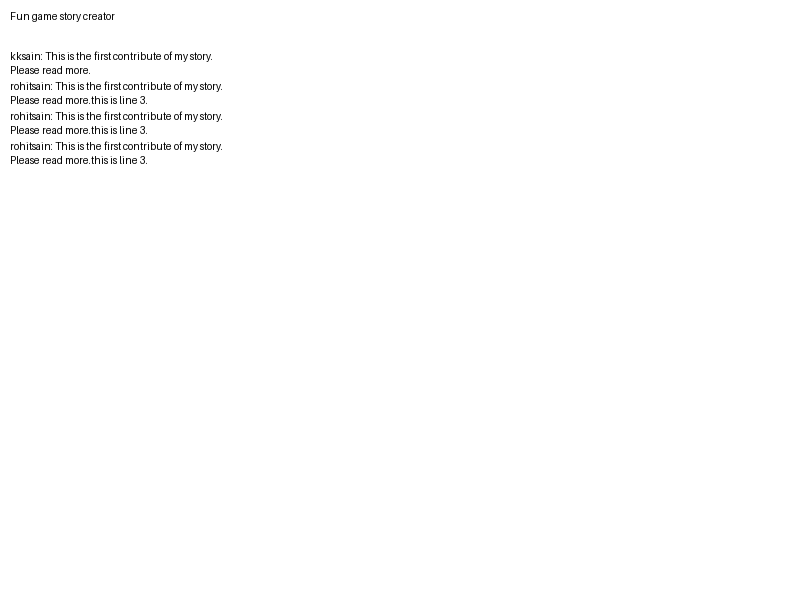 Fun game story creator
kksain: This is the first contribute of my story.
Please read more.
rohitsain: This is the first contribute of my story.
Please read more.this is line 3.
rohitsain: This is the first contribute of my story.
Please read more.this is line 3.
rohitsain: This is the first contribute of my story.
Please read more.this is line 3.